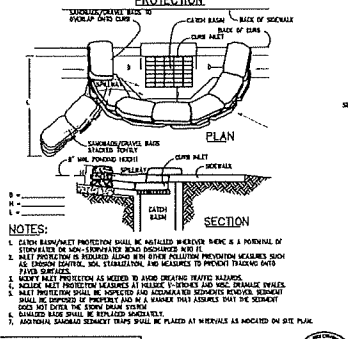 PROTECTION
SANDBAGS/GRAVEL BAGS TO
OVERLAP ONTO CURB
CATCH BASIN
BACK OF SIDEWALK
BACK OF CURB
CURB INLET
SPILLWAY
L
D
D
SANDBAGS/GRAVEL BAGS
STACKED TIGHTLY
PLAN
8" MIN. PONDING HEIGHT
SPILLWAY
CURB INLET
SIDEWALK
H
CATCH
BASIN
SECTION
D =
H =
L =
NOTES:
1. CATCH BASIN/INLET PROTECTION SHALL BE INSTALLED WHEREVER THERE IS A POTENTIAL OF
STORMWATER OR NON-STORMWATER BEING DISCHARGED INTO IT.
2. INLET PROTECTION IS REQUIRED ALONG WITH OTHER POLLUTION PREVENTION MEASURES SUCH
AS: EROSION CONTROL, SOIL STABILIZATION, AND MEASURES TO PREVENT TRACKING ONTO
PAVED SURFACES.
3. MODIFY INLET PROTECTION AS NEEDED TO AVOID CREATING TRAFFIC HAZARDS.
4. INCLUDE INLET PROTECTION MEASURES AT HILLSIDE V-DITCHES AND MISC. DRAINAGE SWALES.
5. INLET PROTECTION SHALL BE INSPECTED AND ACCUMULATED SEDIMENTS REMOVED. SEDIMENT
SHALL BE DISPOSED OF PROPERLY AND IN A MANNER THAT ASSURES THAT THE SEDIMENT
DOES NOT ENTER THE STORM DRAIN SYSTEM.
6. DAMAGED BAGS SHALL BE REPLACED IMMEDIATELY.
7. ADDITIONAL SANDBAG SEDIMENT TRAPS SHALL BE PLACED AT INTERVALS AS INDICATED ON SITE PLAN.